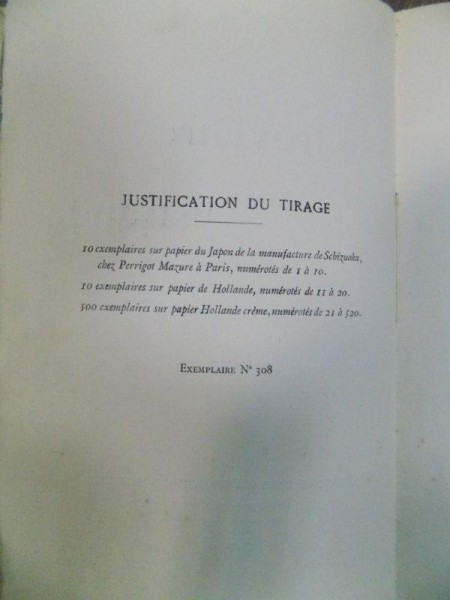 JUSTIFICATION DU TIRAGE
10 exemplaires sur papier du Japon de la manufacture de Schizuoka,
chez Perrigot Mazure à Paris, numérotés de 1 à 10.
10 exemplaires sur papier de Hollande, numérotés de 11 à 20.
500 exemplaires sur papier Hollande crême, numérotés de 21 à 520.
EXEMPLAIRE N° 308